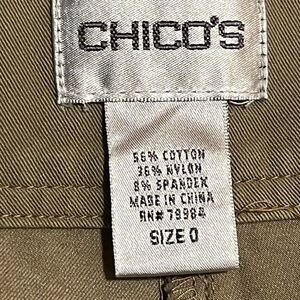 CHICO'S
56% COTTON
36% NYLON
8% SPANDEX
MADE IN CHINA
RN# 79984
SIZE 0